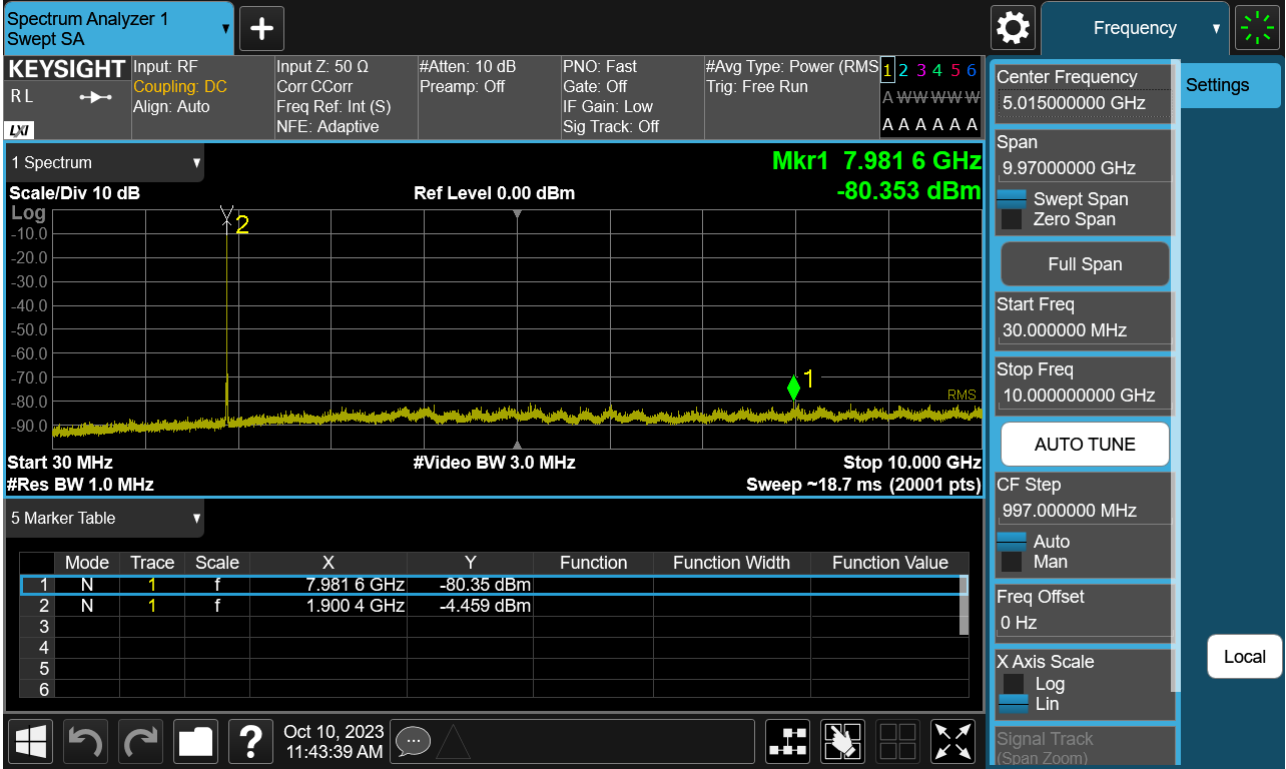 Spectrum Analyzer 1
Swept SA
+
Frequency
KEYSIGHT
R L
LXI
Input: RF
Coupling: DC
Align: Auto
Input Z: 50 Ω
Corr CCorr
Freq Ref: Int (S)
NFE: Adaptive
#Atten: 10 dB
Preamp: Off
PNO: Fast
Gate: Off
IF Gain: Low
Sig Track: Off
#Avg Type: Power (RMS
Trig: Free Run
1 2 3 4 5 6
A W W W W W
A A A A A A
1 Spectrum
Mkr1 7.981 6 GHz
-80.353 dBm
Scale/Div 10 dB
Ref Level 0.00 dBm
Log
-10.0
-20.0
-30.0
-40.0
-50.0
-60.0
-70.0
-80.0
-90.0
2
1
RMS
Start 30 MHz
#Video BW 3.0 MHz
Stop 10.000 GHz
#Res BW 1.0 MHz
Sweep ~18.7 ms (20001 pts)
5 Marker Table
Mode Trace Scale X Y Function Function Width Function Value
1 N 1 f 7.981 6 GHz -80.35 dBm
2 N 1 f 1.900 4 GHz -4.459 dBm
3
4
5
6
?
Oct 10, 2023
11:43:39 AM
Center Frequency
5.015000000 GHz
Span
9.97000000 GHz
Swept Span
Zero Span
Full Span
Start Freq
30.000000 MHz
Stop Freq
10.000000000 GHz
AUTO TUNE
CF Step
997.000000 MHz
Auto
Man
Freq Offset
0 Hz
X Axis Scale
Log
Lin
Signal Track
(Span Zoom)
Settings
Local